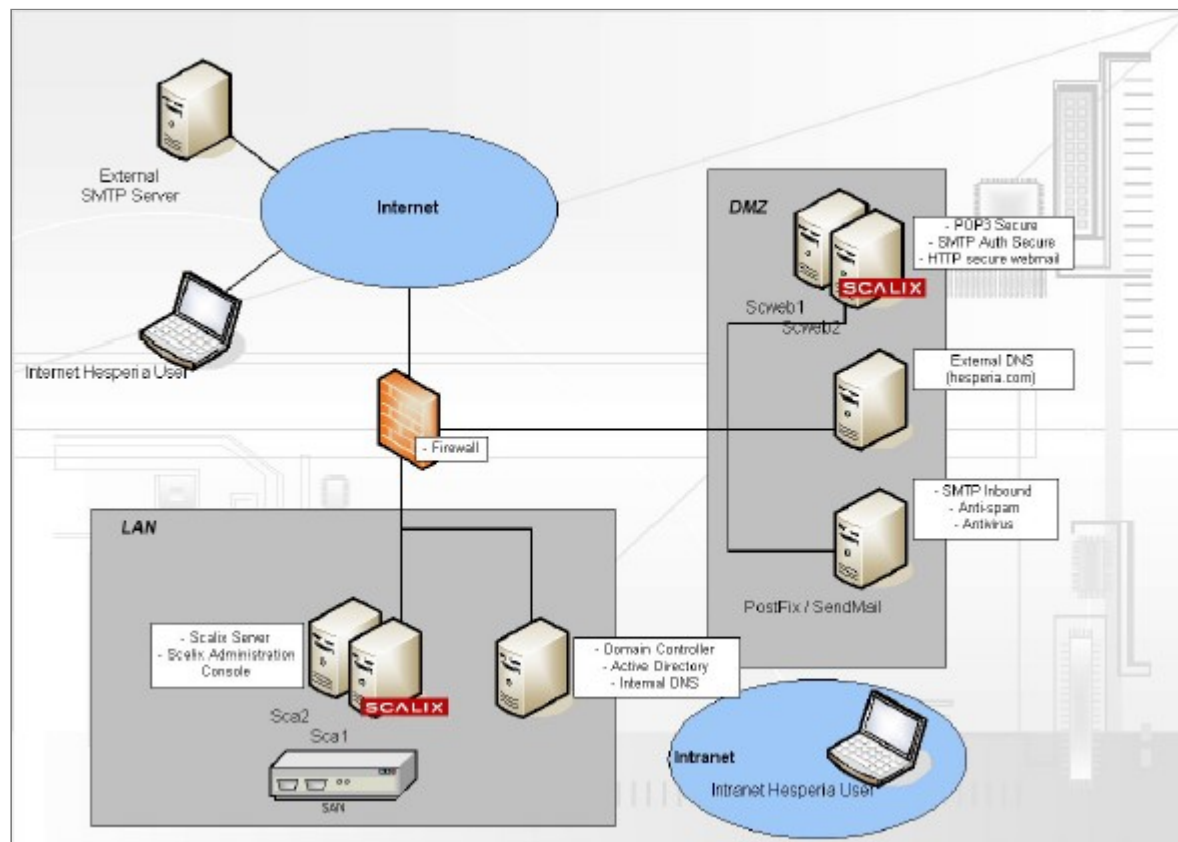 External
SMTP Server
Internet
Internet Hesperia User
- Firewall
DMZ
- POP3 Secure
- SMTP Auth Secure
- HTTP secure webmail
SCALIX
Scweb1
Scweb2
External DNS
(hesperia.com)
- SMTP Inbound
- Anti-spam
- Antivirus
PostFix / SendMail
LAN
- Scalix Server
- Scalix Administration
Console
SCALIX
Sca2
Sca1
SAN
- Domain Controller
- Active Directory
- Internal DNS
Intranet
Intranet Hesperia User